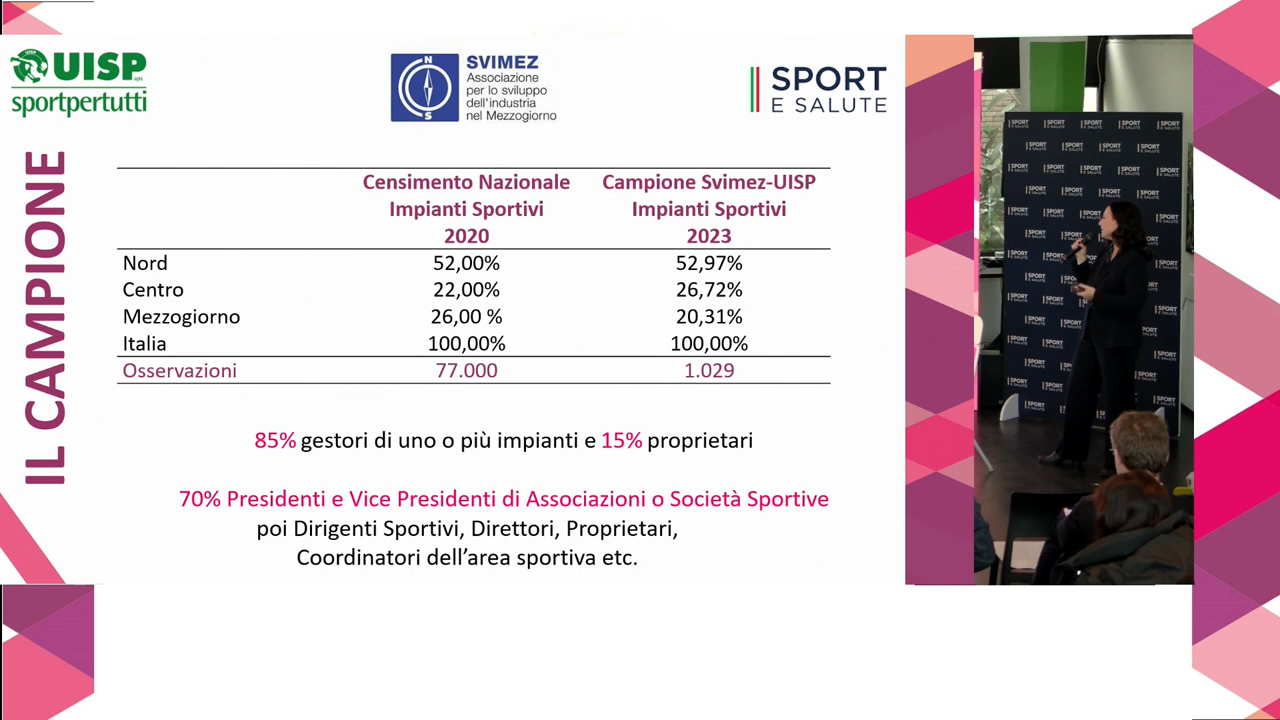 UISP aps
sportpertutti
N
S
SVIMEZ
Associazione
per lo sviluppo
dell'industria
nel Mezzogiorno
SPORT
E SALUTE
IL CAMPIONE
Censimento Nazionale
Impianti Sportivi
2020
Campione Svimez-UISP
Impianti Sportivi
2023
Nord 52,00% 52,97%
Centro 22,00% 26,72%
Mezzogiorno 26,00 % 20,31%
Italia 100,00% 100,00%
Osservazioni 77.000 1.029
85% gestori di uno o più impianti e 15% proprietari
70% Presidenti e Vice Presidenti di Associazioni o Società Sportive
poi Dirigenti Sportivi, Direttori, Proprietari,
Coordinatori dell’area sportiva etc.
SPORT
E SALUTE